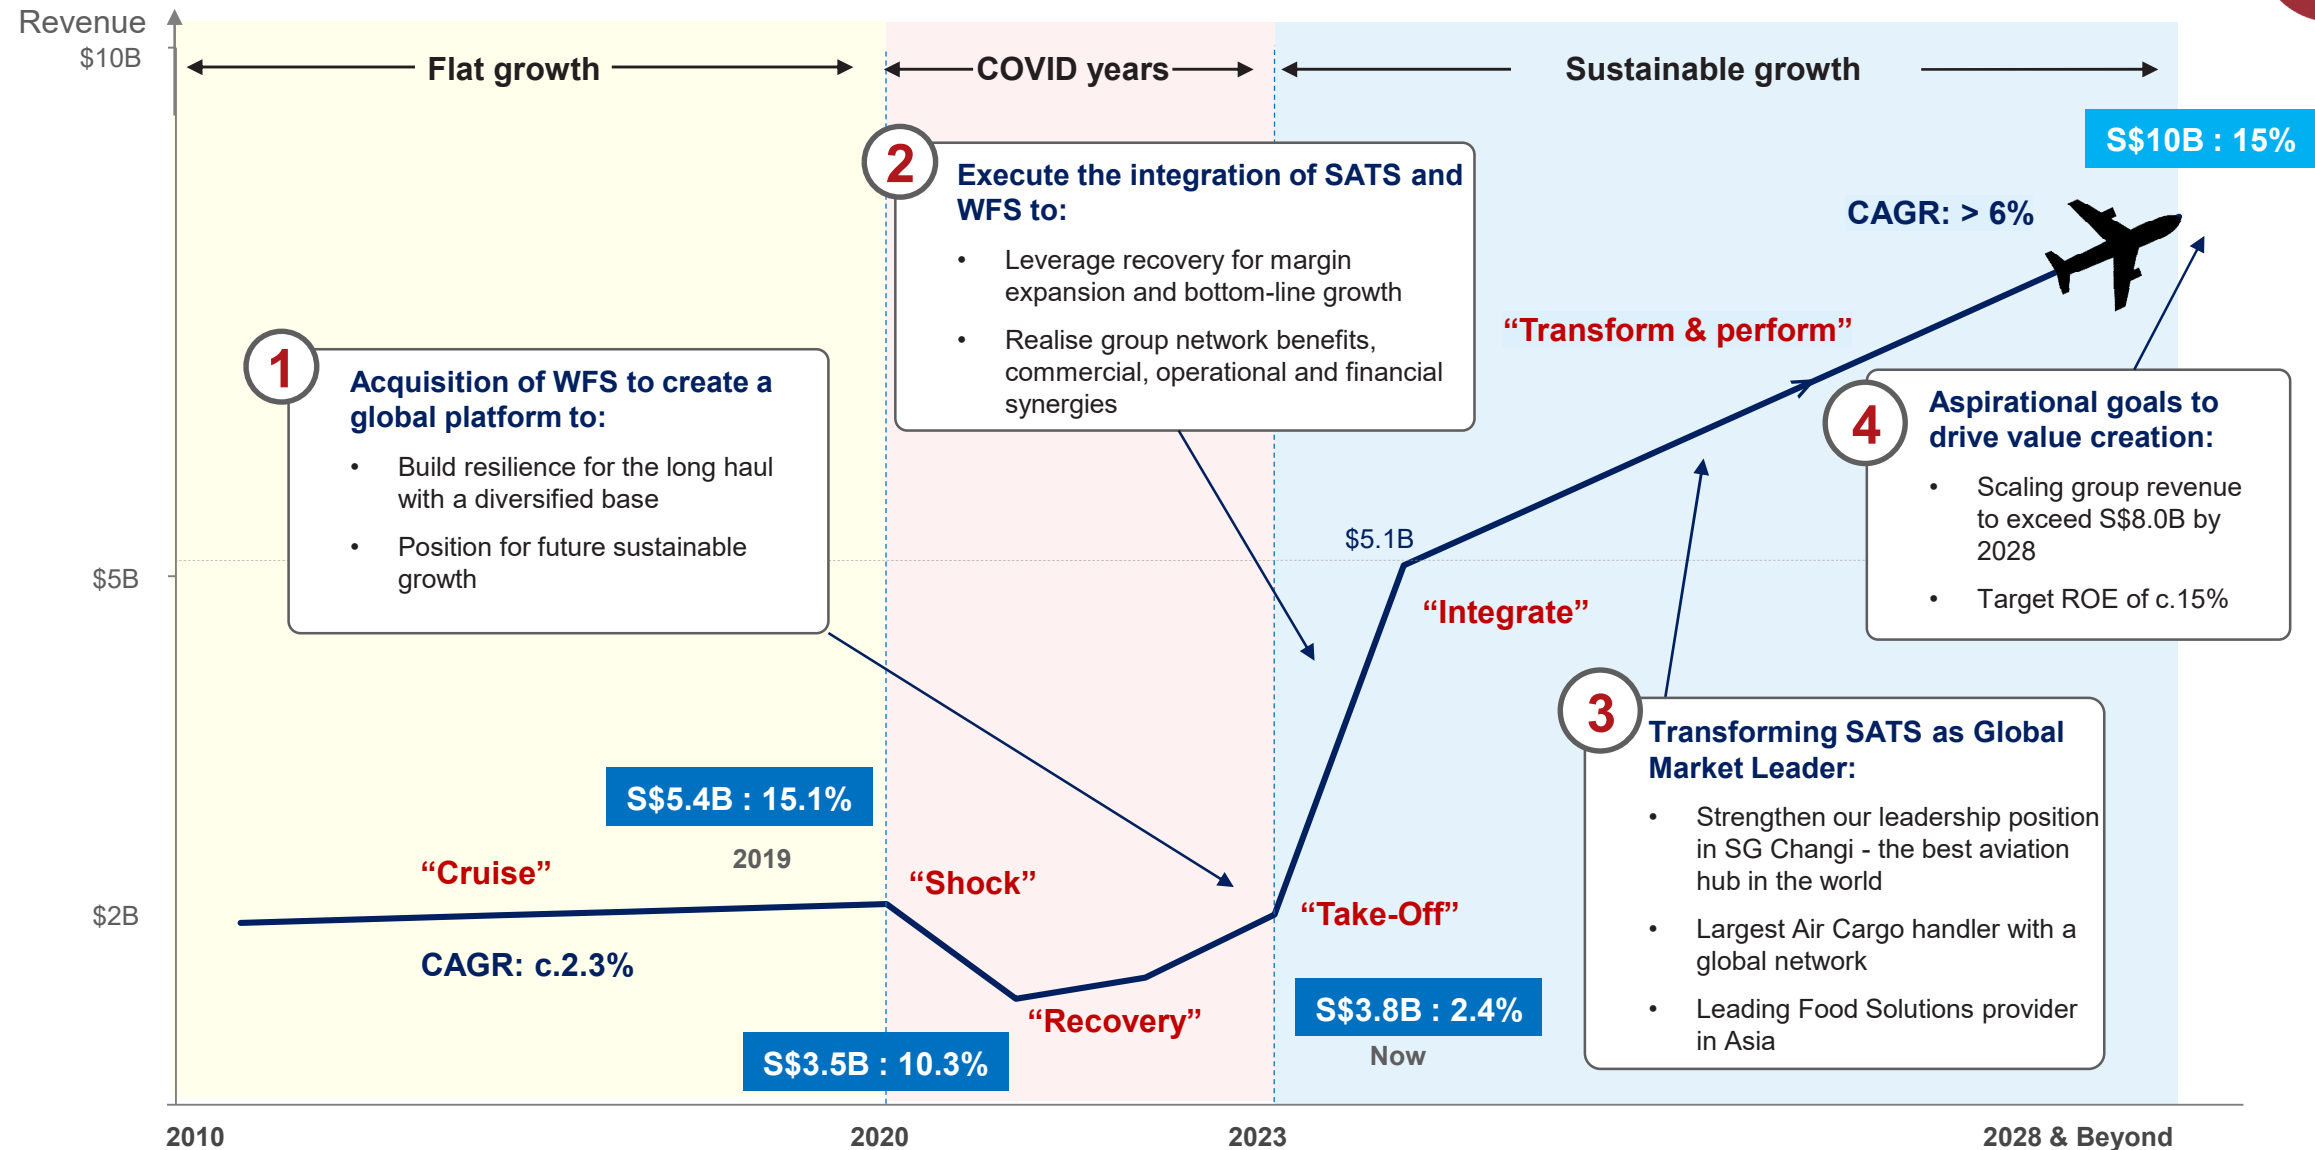 Revenue
$10B
Flat growth
COVID years
Sustainable growth
S$10B : 15%
2
Execute the integration of SATS and
WFS to:
• Leverage recovery for margin
expansion and bottom-line growth
• Realise group network benefits,
commercial, operational and financial
synergies
CAGR: > 6%
“Transform & perform”
1
Acquisition of WFS to create a
global platform to:
• Build resilience for the long haul
with a diversified base
• Position for future sustainable
growth
4
Aspirational goals to
drive value creation:
• Scaling group revenue
to exceed S$8.0B by
2028
• Target ROE of c.15%
$5.1B
$5B
“Integrate”
3
Transforming SATS as Global
Market Leader:
• Strengthen our leadership position
in SG Changi - the best aviation
hub in the world
• Largest Air Cargo handler with a
global network
• Leading Food Solutions provider
in Asia
S$5.4B : 15.1%
2019
“Cruise”
“Shock”
“Take-Off”
$2B
CAGR: c.2.3%
“Recovery”
S$3.8B : 2.4%
Now
S$3.5B : 10.3%
2010
2020
2023
2028 & Beyond